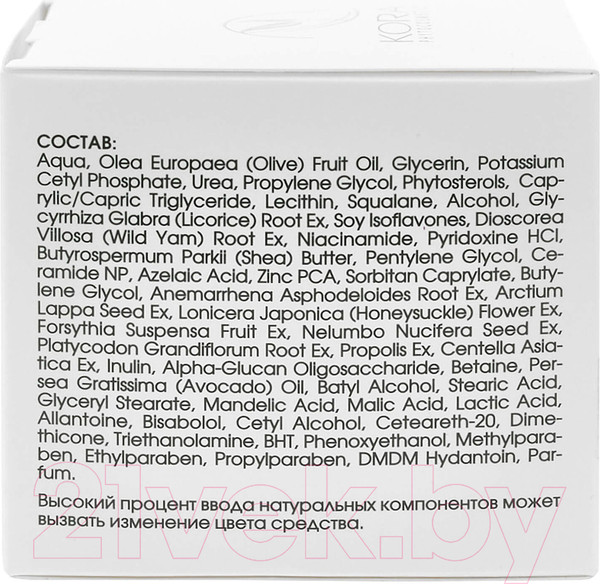 KORA
СОСТАВ:
Aqua, Olea Europaea (Olive) Fruit Oil, Glycerin, Potassium
Cetyl Phosphate, Urea, Propylene Glycol, Phytosterols, Cap-
rylic/Capric Triglyceride, Lecithin, Squalane, Alcohol, Gly-
cyrrhiza Glabra (Licorice) Root Ex, Soy Isoflavones, Dioscorea
Villosa (Wild Yam) Root Ex, Niacinamide, Pyridoxine HCl,
Butyrospermum Parkii (Shea) Butter, Pentylene Glycol, Ce-
ramide NP, Azelaic Acid, Zinc PCA, Sorbitan Caprylate, Buty-
lene Glycol, Anemarrhena Asphodeloides Root Ex, Arctium
Lappa Seed Ex, Lonicera Japonica (Honeysuckle) Flower Ex,
Forsythia Suspensa Fruit Ex, Nelumbo Nucifera Seed Ex,
Platycodon Grandiflorum Root Ex, Propolis Ex, Centella Asia-
tica Ex, Inulin, Alpha-Glucan Oligosaccharide, Betaine, Per-
sea Gratissima (Avocado) Oil, Batyl Alcohol, Stearic Acid,
Glyceryl Stearate, Mandelic Acid, Malic Acid, Lactic Acid,
Allantoine, Bisabolol, Cetyl Alcohol, Ceteareth-20, Dime-
thicone, Triethanolamine, BHT, Phenoxyethanol, Methylpara-
ben, Ethylparaben, Propylparaben, DMDM Hydantoin, Par-
fum.
Высокий процент ввода натуральных компонентов может
вызвать изменение цвета средства.
21vek.by